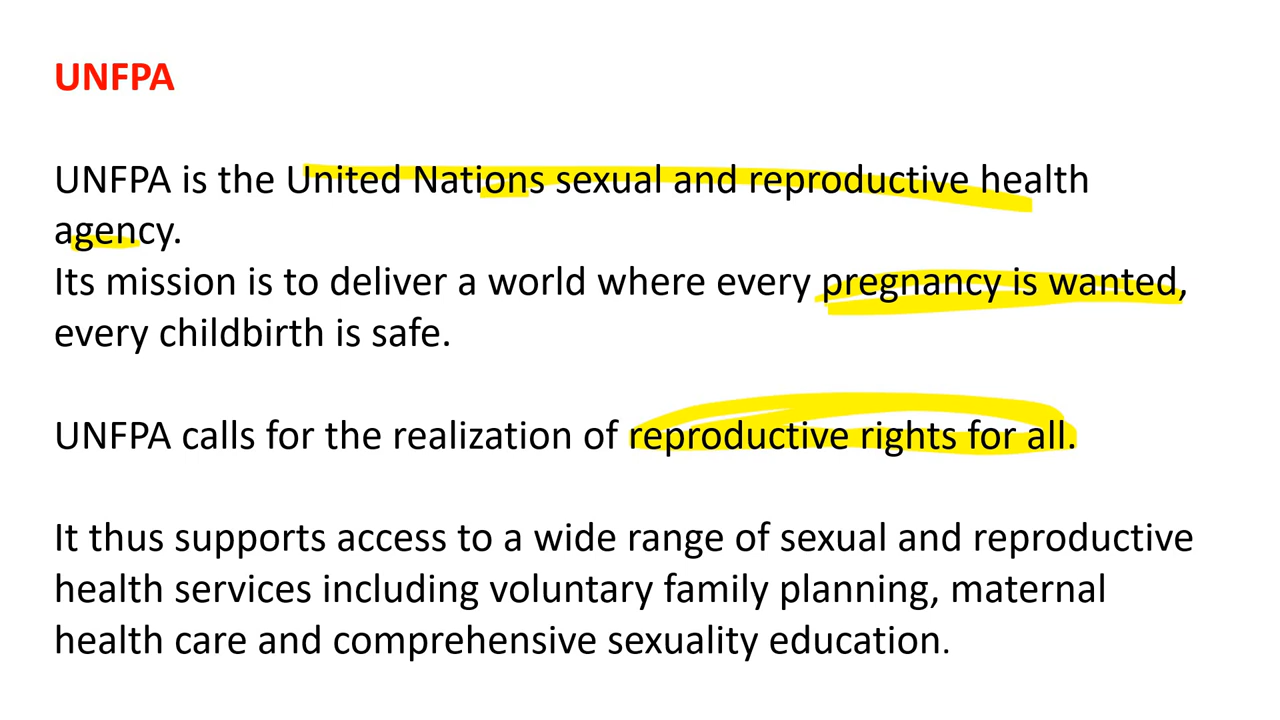 UNFPA
UNFPA is the United Nations sexual and reproductive health
agency.
Its mission is to deliver a world where every pregnancy is wanted,
every childbirth is safe.
UNFPA calls for the realization of reproductive rights for all.
It thus supports access to a wide range of sexual and reproductive
health services including voluntary family planning, maternal
health care and comprehensive sexuality education.